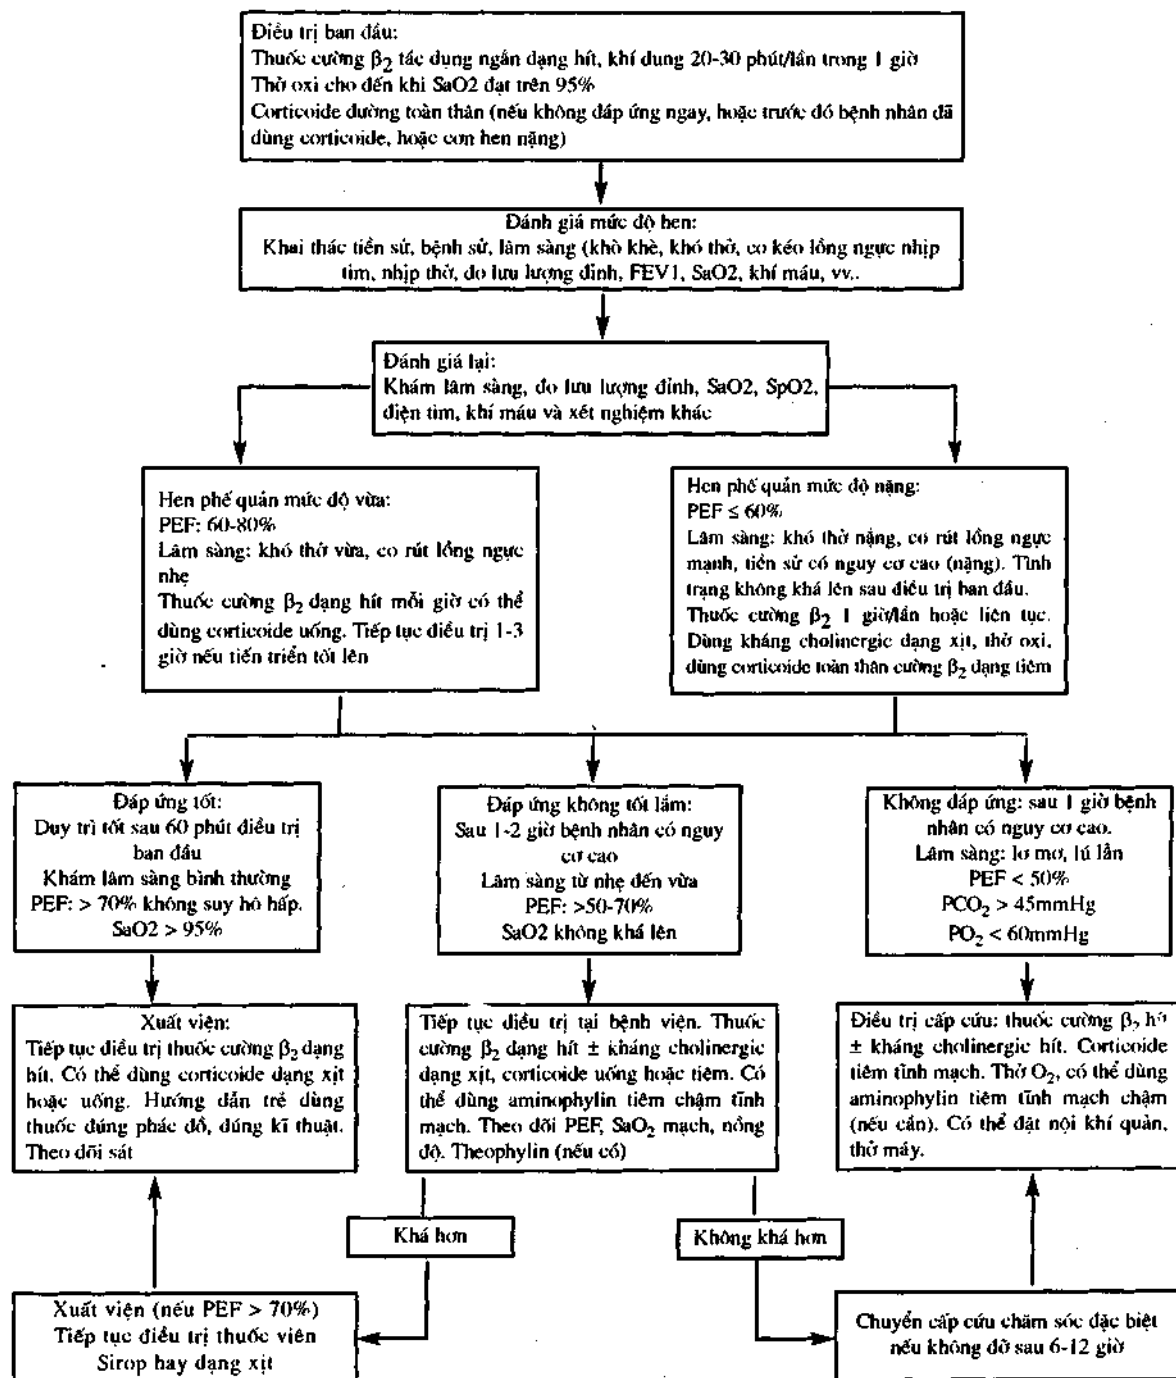 Điều trị ban đầu:
Thuốc cường β₂ tác dụng ngắn dạng hít, khí dung 20-30 phút/lần trong 1 giờ
Thở oxi cho đến khi SaO2 đạt trên 95%
Corticoide đường toàn thân (nếu không đáp ứng ngay, hoặc trước đó bệnh nhân đã
dùng corticoide, hoặc cơn hen nặng)
Đánh giá mức độ hen:
Khai thác tiền sử, bệnh sử, lâm sàng (khò khè, khó thở, co kéo lồng ngực nhịp
tim, nhịp thở, đo lưu lượng đỉnh, FEV1, SaO2, khí máu, vv..
Đánh giá lại:
Khám lâm sàng, đo lưu lượng đỉnh, SaO2, SpO2,
điện tim, khí máu và xét nghiệm khác
Hen phế quản mức độ vừa:
PEF: 60-80%
Lâm sàng: khó thở vừa, co rút lồng ngực
nhẹ
Thuốc cường β₂ dạng hít mỗi giờ có thể
dùng corticoide uống. Tiếp tục điều trị 1-3
giờ nếu tiến triển tốt lên
Hen phế quản mức độ nặng:
PEF ≤ 60%
Lâm sàng: khó thở nặng, co rút lồng ngực
mạnh, tiền sử có nguy cơ cao (nặng). Tình
trạng không khá lên sau điều trị ban đầu.
Thuốc cường β₂ 1 giờ/lần hoặc liên tục.
Dùng kháng cholinergic dạng xịt, thở oxi,
dùng corticoide toàn thân cường β₂ dạng tiêm
Đáp ứng tốt:
Duy trì tốt sau 60 phút điều trị
ban đầu
Khám lâm sàng bình thường
PEF: > 70% không suy hô hấp.
SaO2 > 95%
Đáp ứng không tốt lắm:
Sau 1-2 giờ bệnh nhân có nguy
cơ cao
Lâm sàng từ nhẹ đến vừa
PEF: >50-70%
SaO2 không khá lên
Không đáp ứng: sau 1 giờ bệnh
nhân có nguy cơ cao.
Lâm sàng: lơ mơ, lú lẫn
PEF < 50%
PCO₂ > 45mmHg
PO₂ < 60mmHg
Xuất viện:
Tiếp tục điều trị thuốc cường β₂ dạng
hít. Có thể dùng corticoide dạng xịt
hoặc uống. Hướng dẫn trẻ dùng
thuốc đúng phác đồ, đúng kĩ thuật.
Theo dõi sát
Tiếp tục điều trị tại bệnh viện. Thuốc
cường β₂ dạng hít ± kháng cholinergic
dạng xịt, corticoide uống hoặc tiêm. Có
thể dùng aminophylin tiêm chậm tĩnh
mạch. Theo dõi PEF, SaO₂ mạch, nồng
độ. Theophylin (nếu có)
Điều trị cấp cứu: thuốc cường β₂ hít
± kháng cholinergic hít. Corticoide
tiêm tĩnh mạch. Thở O₂, có thể dùng
aminophylin tiêm tĩnh mạch chậm
(nếu cần). Có thể đặt nội khí quản,
thở máy.
Khá hơn
Không khá hơn
Xuất viện (nếu PEF > 70%)
Tiếp tục điều trị thuốc viên
Sirop hay dạng xịt
Chuyển cấp cứu chăm sóc đặc biệt
nếu không đỡ sau 6-12 giờ